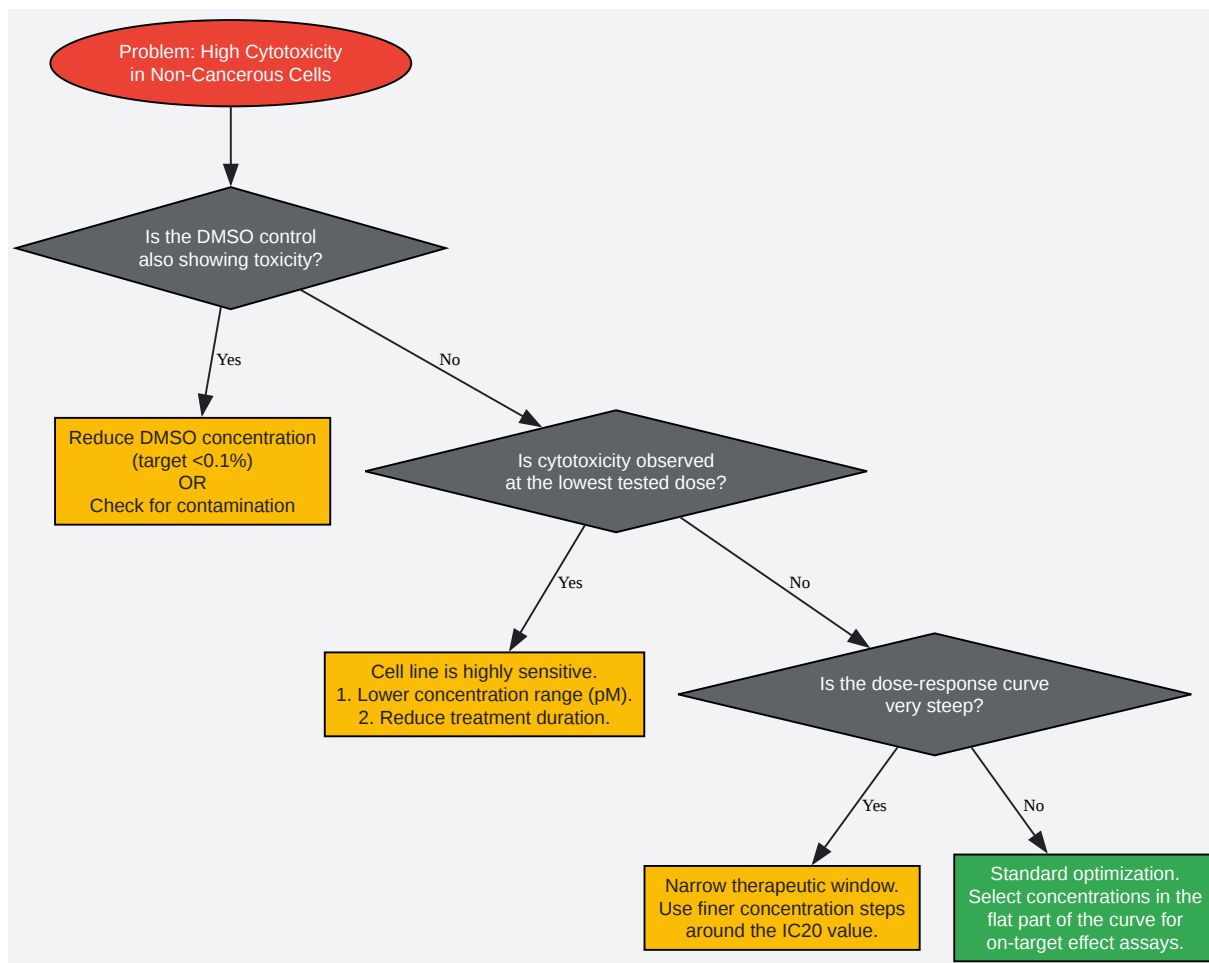 Problem: High Cytotoxicity
in Non-Cancerous Cells
Is the DMSO control
also showing toxicity?
Yes
No
Reduce DMSO concentration
(target <0.1%)
OR
Check for contamination
Is cytotoxicity observed
at the lowest tested dose?
Yes
No
Cell line is highly sensitive.
1. Lower concentration range (pM).
2. Reduce treatment duration.
Is the dose-response curve
very steep?
Yes
No
Narrow therapeutic window.
Use finer concentration steps
around the IC20 value.
Standard optimization.
Select concentrations in the
flat part of the curve for
on-target effect assays.